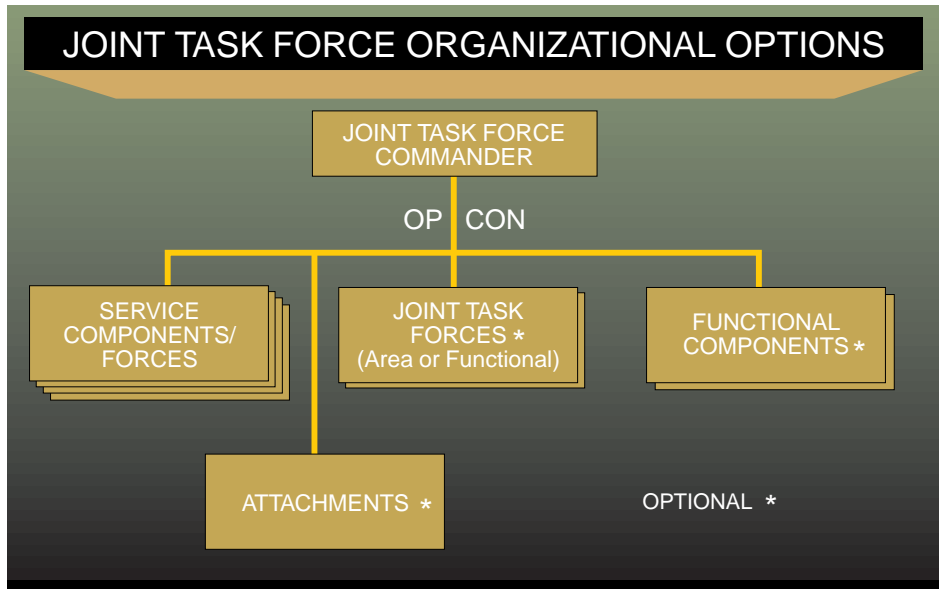 JOINT TASK FORCE ORGANIZATIONAL OPTIONS
JOINT TASK FORCE
COMMANDER
OP CON
SERVICE
COMPONENTS/
FORCES
JOINT TASK
FORCES *
(Area or Functional)
FUNCTIONAL
COMPONENTS *
ATTACHMENTS *
OPTIONAL *